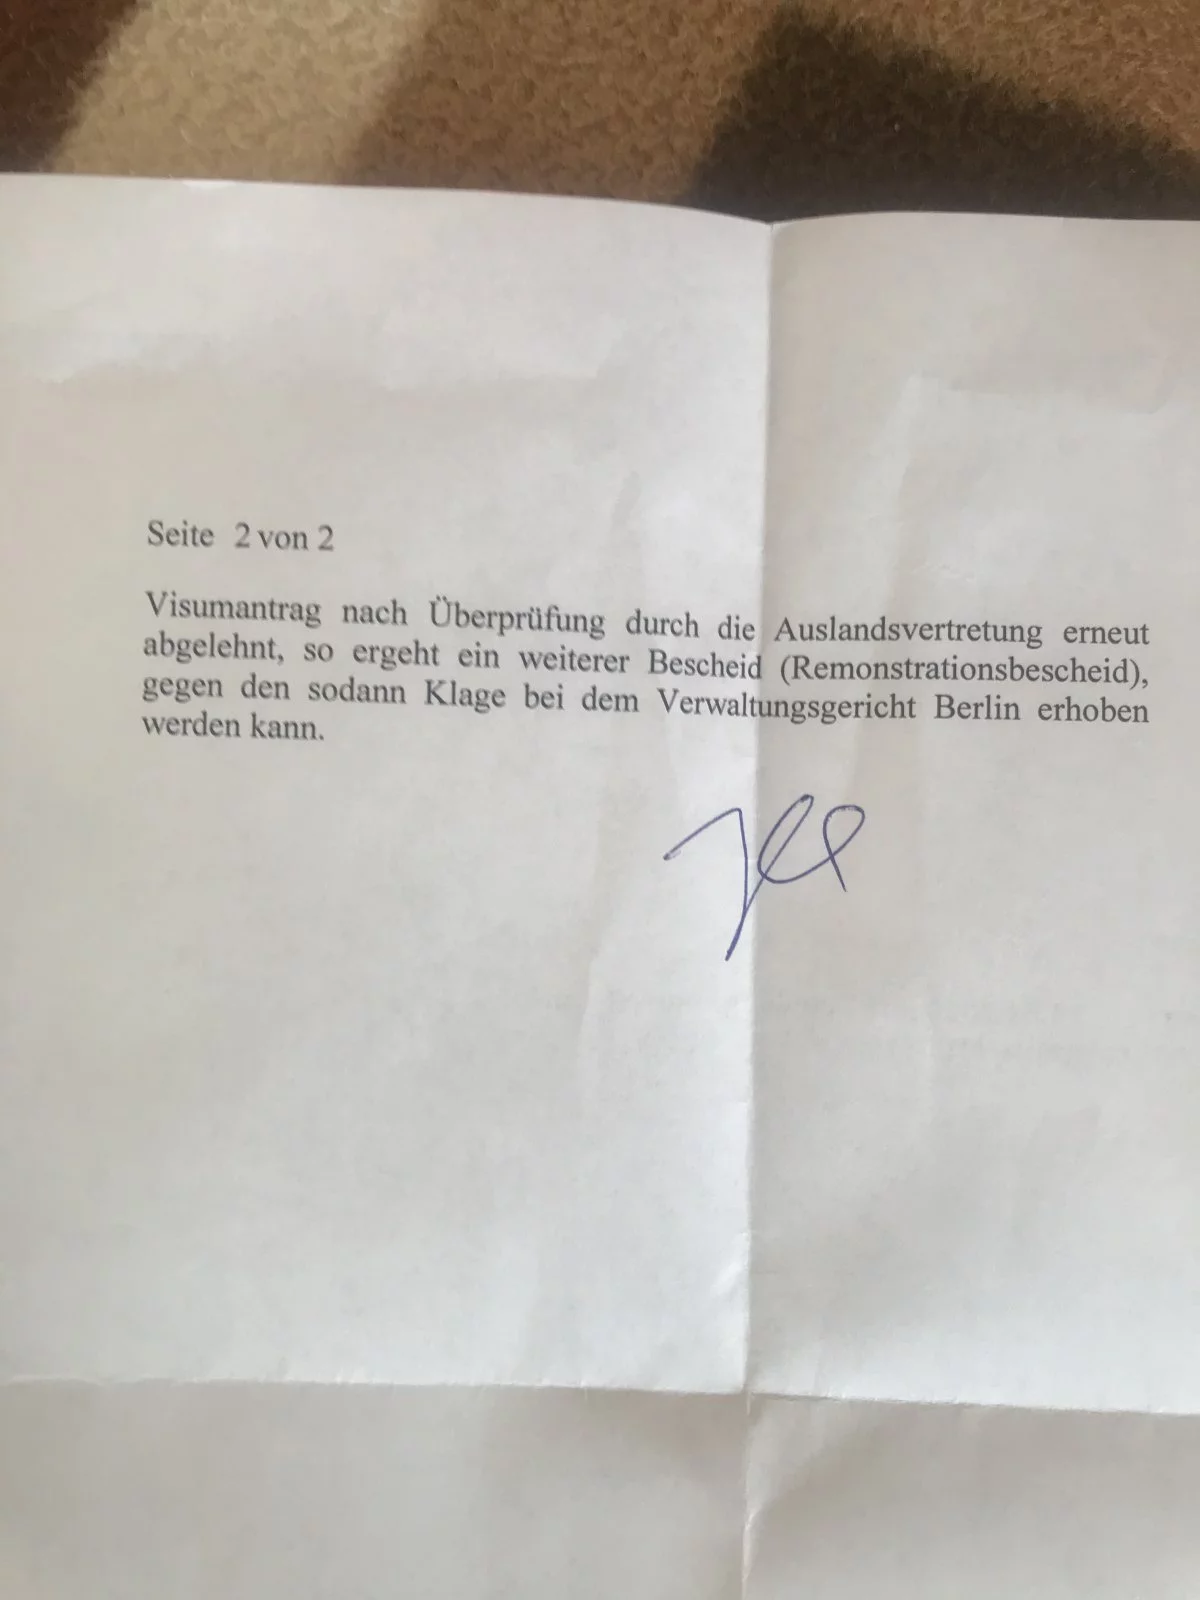 Seite 2 von 2
Visumantrag nach Überprüfung durch die Auslandsvertretung erneut
abgelehnt, so ergeht ein weiterer Bescheid (Remonstrationsbescheid),
gegen den sodann Klage bei dem Verwaltungsgericht Berlin erhoben
werden kann.